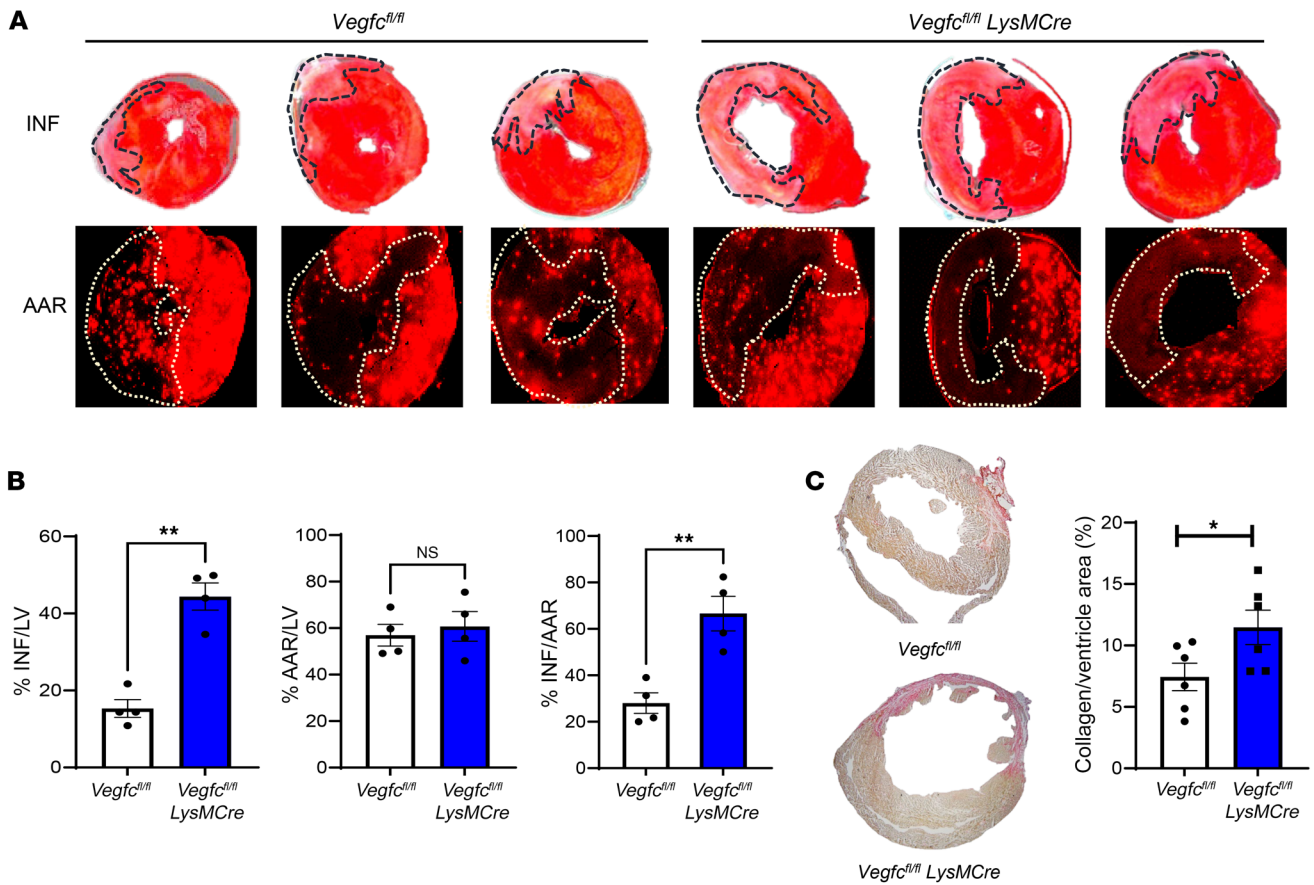 A
Vegfc^fl/fl
Vegfc^fl/fl LysMCre
INF
AAR
B
% INF/LV
60
40
20
0
**
Vegfc^fl/fl
Vegfc^fl/fl
LysMCre
% AAR/LV
100
80
60
40
20
0
NS
Vegfc^fl/fl
Vegfc^fl/fl
LysMCre
% INF/AAR
100
80
60
40
20
0
**
Vegfc^fl/fl
Vegfc^fl/fl
LysMCre
C
Vegfc^fl/fl
Vegfc^fl/fl LysMCre
Collagen/ventricle area (%)
20
15
10
5
0
*
Vegfc^fl/fl
Vegfc^fl/fl
LysMCre